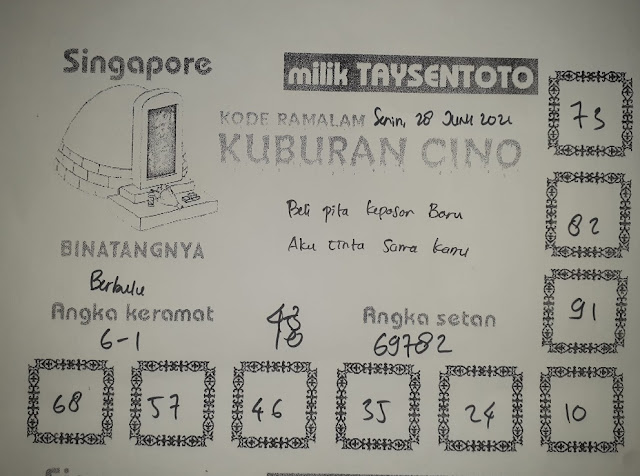 Singapore
milik TAYSENTOTO
KODE RAMALAM Senin, 28 Juni 2021
KUBURAN CINO
73
Beli pita keposor Baru
Aku cinta sama kamu
82
BINATANGNYA
Berbulu
91
Angka keramat
6-1
Angka setan
69782
68 57 46 35 24 10